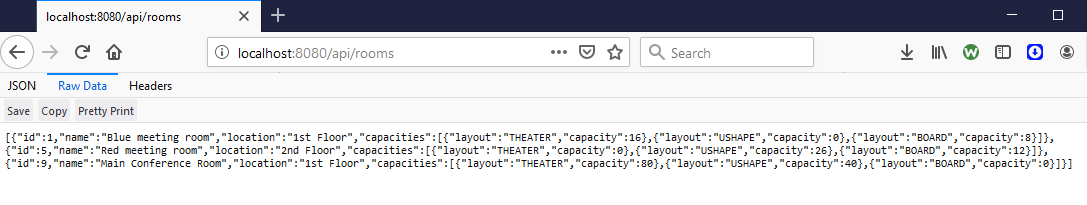 localhost:8080/api/rooms
localhost:8080/api/rooms
Search
JSON Raw Data Headers
Save Copy Pretty Print
[{"id":1,"name":"Blue meeting room","location":"1st Floor","capacities":[{"layout":"THEATER","capacity":16},{"layout":"USHAPE","capacity":0},{"layout":"BOARD","capacity":8}]},
{"id":5,"name":"Red meeting room","location":"2nd Floor","capacities":[{"layout":"THEATER","capacity":0},{"layout":"USHAPE","capacity":26},{"layout":"BOARD","capacity":12}]},
{"id":9,"name":"Main Conference Room","location":"1st Floor","capacities":[{"layout":"THEATER","capacity":80},{"layout":"USHAPE","capacity":40},{"layout":"BOARD","capacity":0}]}]